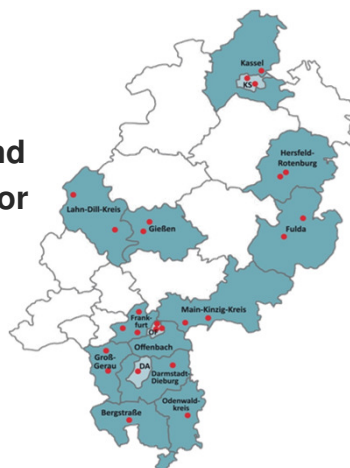 nd
or
Kassel
KS
Hersfeld-
Rotenburg
Lahn-Dill-Kreis
Gießen
Fulda
Main-Kinzig-Kreis
Frank-
furt
OF
Offenbach
Groß-
Gerau
DA
Darmstadt-
Dieburg
Odenwald-
kreis
Bergstraße